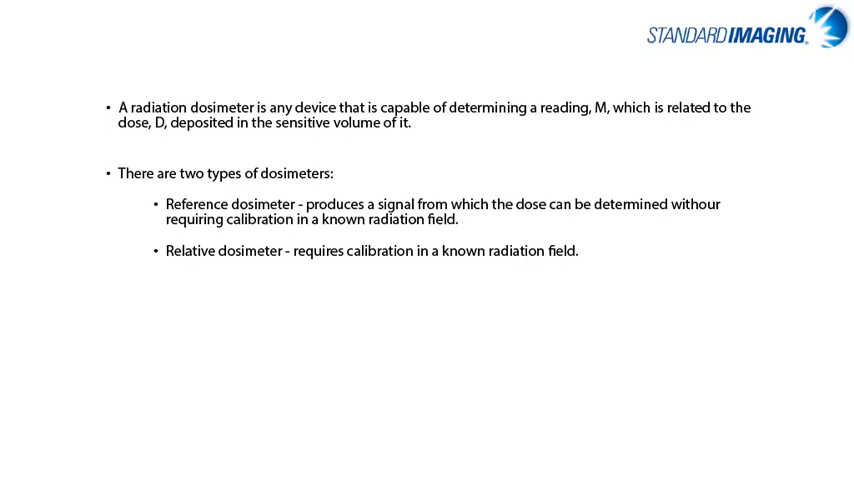 STANDARD IMAGING®
• A radiation dosimeter is any device that is capable of determining a reading, M, which is related to the
dose, D, deposited in the sensitive volume of it.
• There are two types of dosimeters:
• Reference dosimeter - produces a signal from which the dose can be determined withour
requiring calibration in a known radiation field.
• Relative dosimeter - requires calibration in a known radiation field.